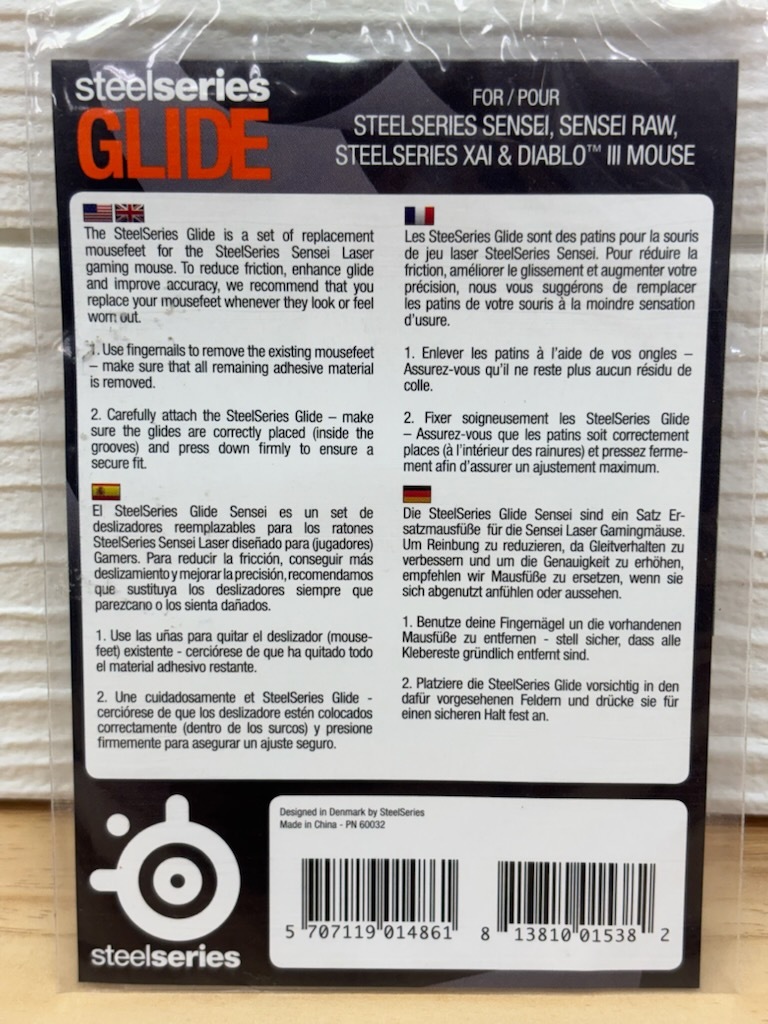 steelseries
GLIDE
FOR / POUR
STEELSERIES SENSEI, SENSEI RAW,
STEELSERIES XAI & DIABLO™ III MOUSE
The SteelSeries Glide is a set of replacement
mousefeet for the SteelSeries Sensei Laser
gaming mouse. To reduce friction, enhance glide
and improve accuracy, we recommend that you
replace your mousefeet whenever they look or feel
worn out.
1. Use fingernails to remove the existing mousefeet
– make sure that all remaining adhesive material
is removed.
2. Carefully attach the SteelSeries Glide – make
sure the glides are correctly placed (inside the
grooves) and press down firmly to ensure a
secure fit.
Les SteeSeries Glide sont des patins pour la souris
de jeu laser SteelSeries Sensei. Pour réduire la
friction, améliorer le glissement et augmenter votre
précision, nous vous suggérons de remplacer
les patins de votre souris à la moindre sensation
d'usure.
1. Enlever les patins à l'aide de vos ongles –
Assurez-vous qu'il ne reste plus aucun résidu de
colle.
2. Fixer soigneusement les SteelSeries Glide
– Assurez-vous que les patins soit correctement
places (à l'intérieur des rainures) et pressez ferme-
ment afin d'assurer un ajustement maximum.
El SteelSeries Glide Sensei es un set de
deslizadores reemplazables para los ratones
SteelSeries Sensei Laser diseñado para (jugadores)
Gamers. Para reducir la fricción, conseguir más
deslizamiento y mejorar la precisión, recomendamos
que sustituya los deslizadores siempre que
parezcano o los sienta dañados.
1. Use las uñas para quitar el deslizador (mouse-
feet) existente - cerciórese de que ha quitado todo
el material adhesivo restante.
2. Une cuidadosamente et SteelSeries Glide -
cerciórese de que los deslizadore estén colocados
correctamente (dentro de los surcos) y presione
firmemente para asegurar un ajuste seguro.
Die SteelSeries Glide Sensei sind ein Satz Er-
satzmausfüße für die Sensei Laser Gamingmäuse.
Um Reinbung zu reduzieren, da Gleitverhalten zu
verbessern und um die Genauigkeit zu erhöhen,
empfehlen wir Mausfüße zu ersetzen, wenn sie
sich abgenutzt anfühlen oder aussehen.
1. Benutze deine Fingernägel un die vorhandenen
Mausfüße zu entfernen - stell sicher, dass alle
Klebereste gründlich entfernt sind.
2. Platziere die SteelSeries Glide vorsichtig in den
dafür vorgesehenen Feldern und drücke sie für
einen sicheren Halt fest an.
steelseries
Designed in Denmark by SteelSeries
Made in China - PN 60032
5 707119 014861
8 13810 01538 2